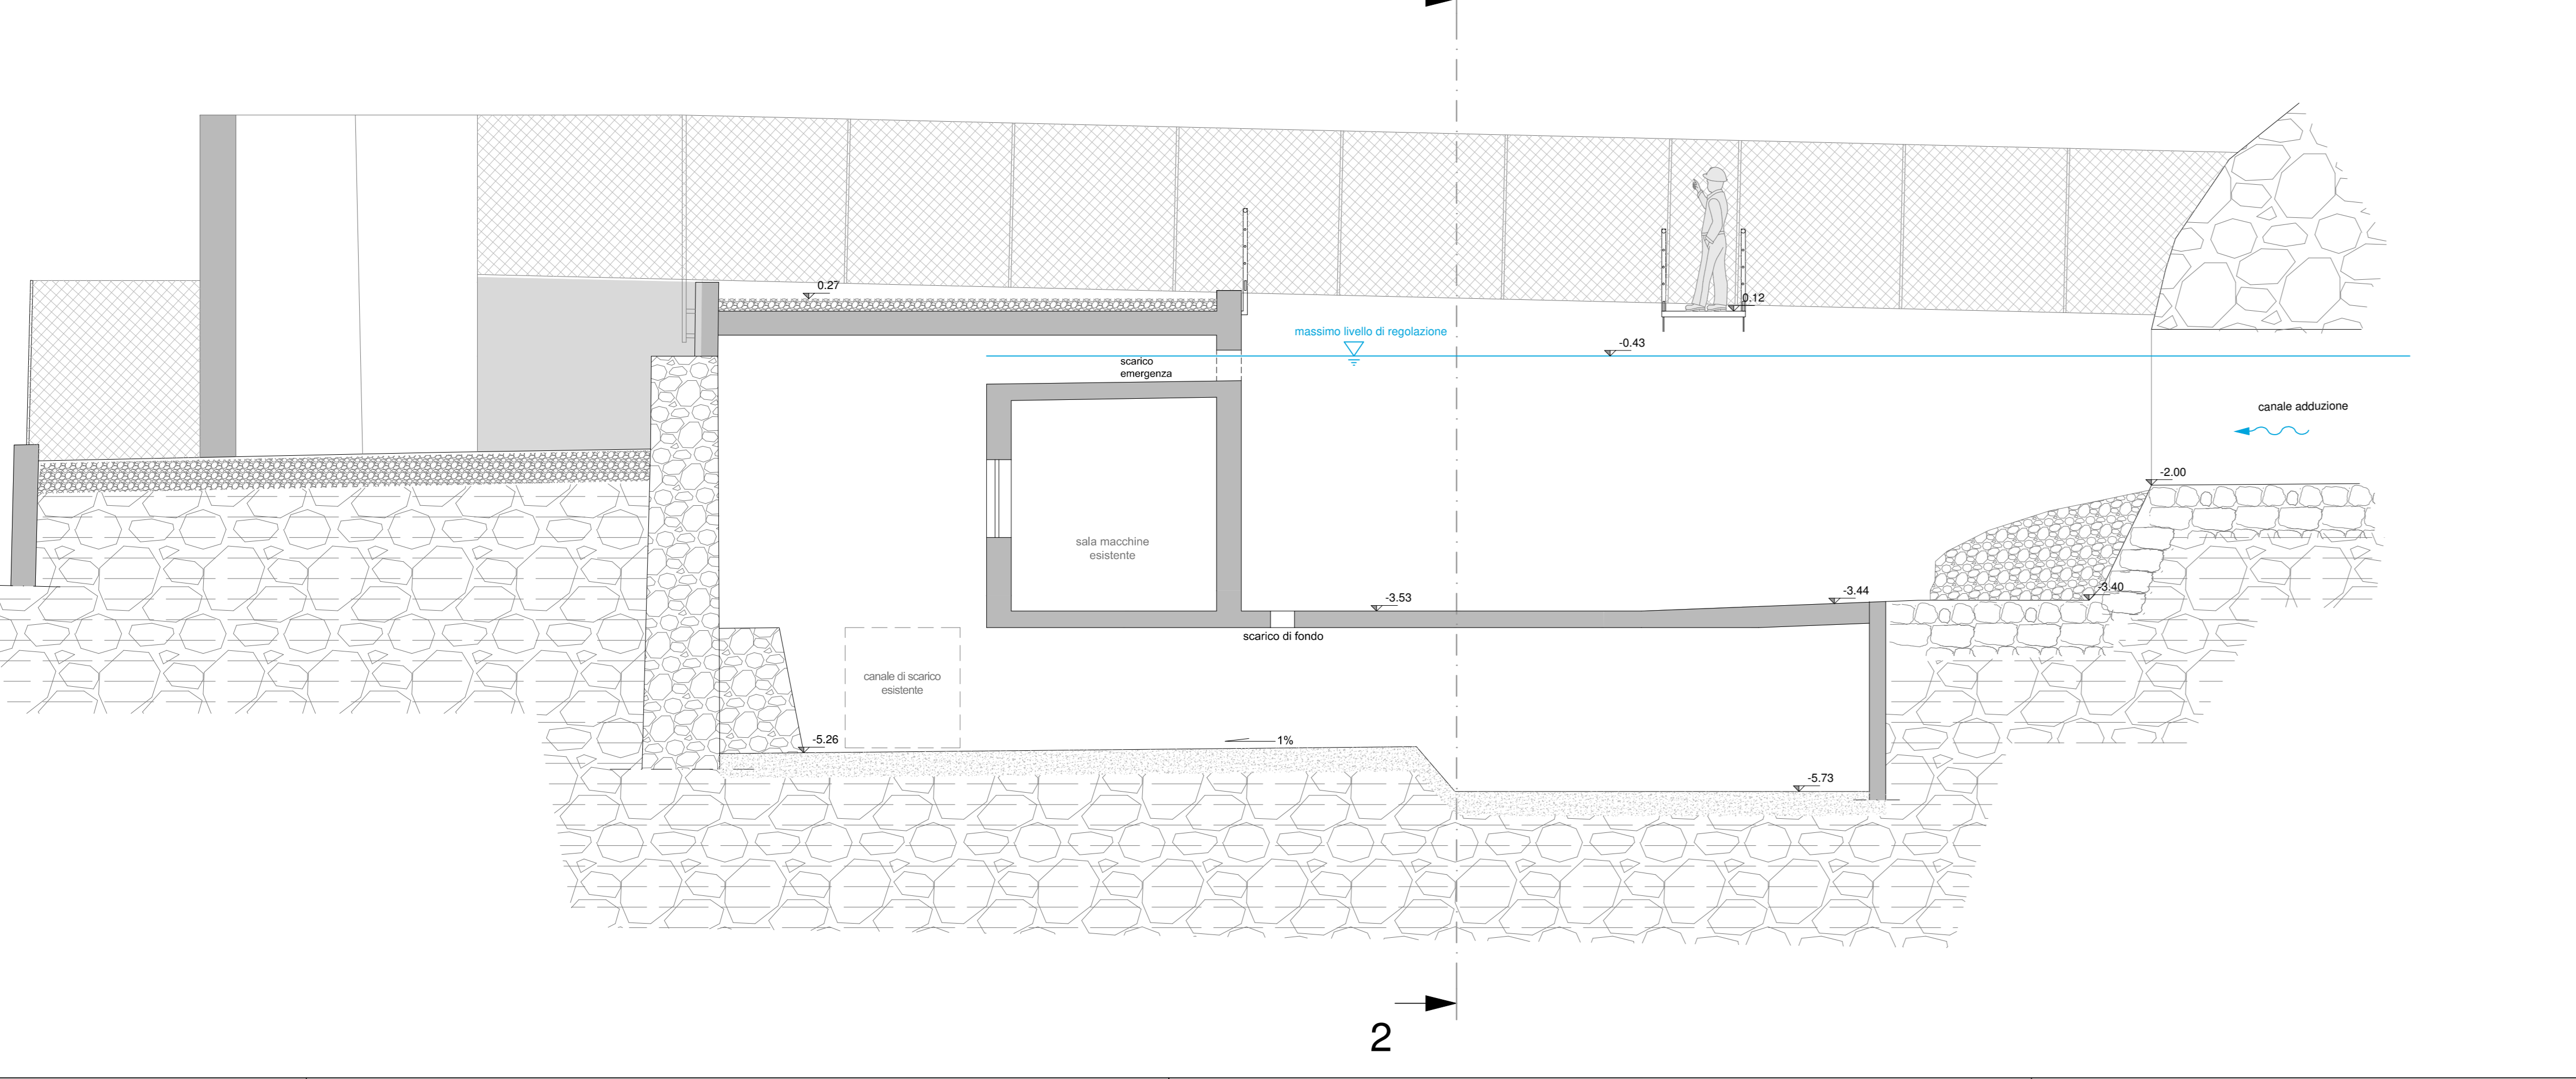 0.27
0.12
massimo livello di regolazione
-0.43
scarico
emergenza
canale adduzione
-2.00
sala macchine
esistente
-3.53
-3.44
-3.40
scarico di fondo
canale di scarico
esistente
-5.26
1%
-5.73
2